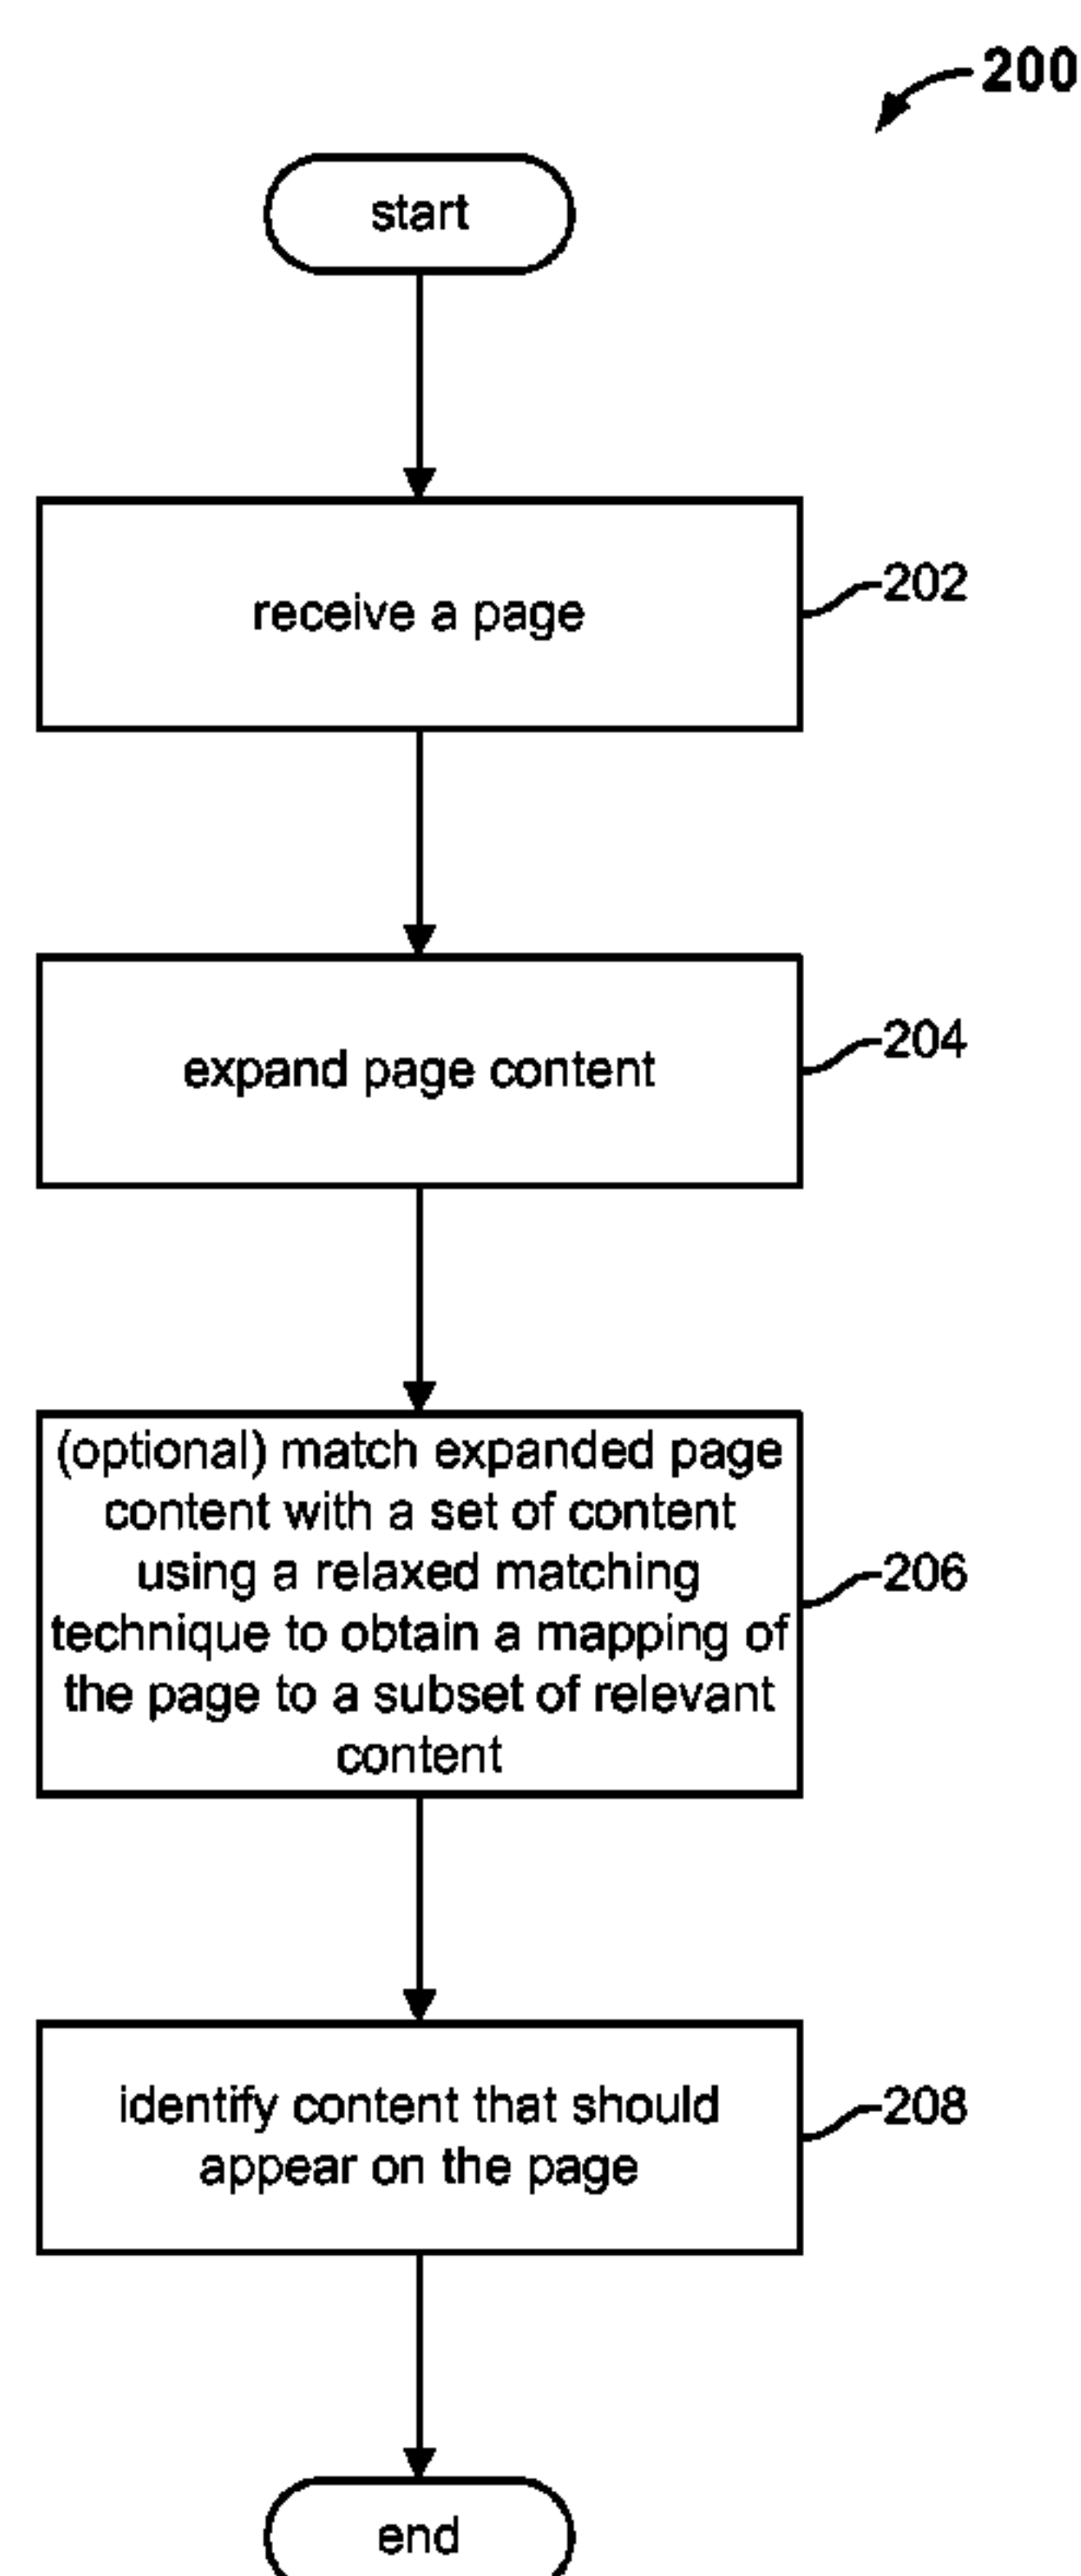 200
start
receive a page
202
expand page content
204
(optional) match expanded page
content with a set of content
using a relaxed matching
technique to obtain a mapping of
the page to a subset of relevant
content
206
identify content that should
appear on the page
208
end